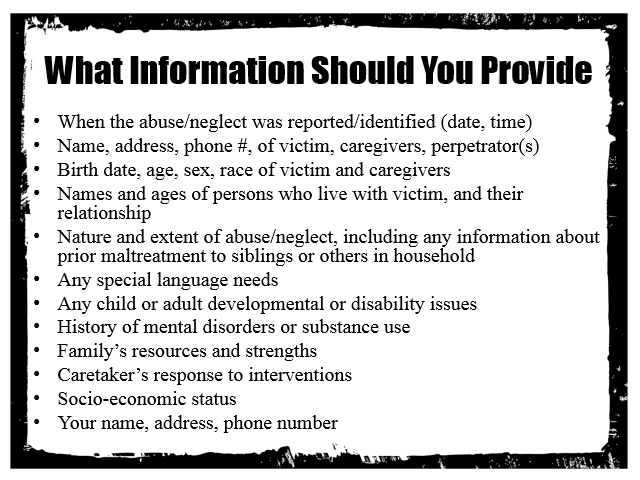 What Information Should You Provide
• When the abuse/neglect was reported/identified (date, time)
• Name, address, phone #, of victim, caregivers, perpetrator(s)
• Birth date, age, sex, race of victim and caregivers
• Names and ages of persons who live with victim, and their
relationship
• Nature and extent of abuse/neglect, including any information about
prior maltreatment to siblings or others in household
• Any special language needs
• Any child or adult developmental or disability issues
• History of mental disorders or substance use
• Family’s resources and strengths
• Caretaker’s response to interventions
• Socio-economic status
• Your name, address, phone number